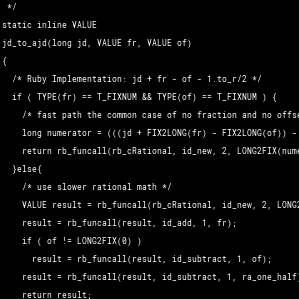 */
static inline VALUE
jd_to_ajd(long jd, VALUE fr, VALUE of)
{
/* Ruby Implementation: jd + fr - of - 1.to_r/2 */
if ( TYPE(fr) == T_FIXNUM && TYPE(of) == T_FIXNUM ) {
/* fast path the common case of no fraction and no offse
long numerator = (((jd + FIX2LONG(fr) - FIX2LONG(of)) -
return rb_funcall(rb_cRational, id_new, 2, LONG2FIX(nume
}else{
/* use slower rational math */
VALUE result = rb_funcall(rb_cRational, id_new, 2, LONG2
result = rb_funcall(result, id_add, 1, fr);
if ( of != LONG2FIX(0) )
result = rb_funcall(result, id_subtract, 1, of);
result = rb_funcall(result, id_subtract, 1, ra_one_half)
return result;